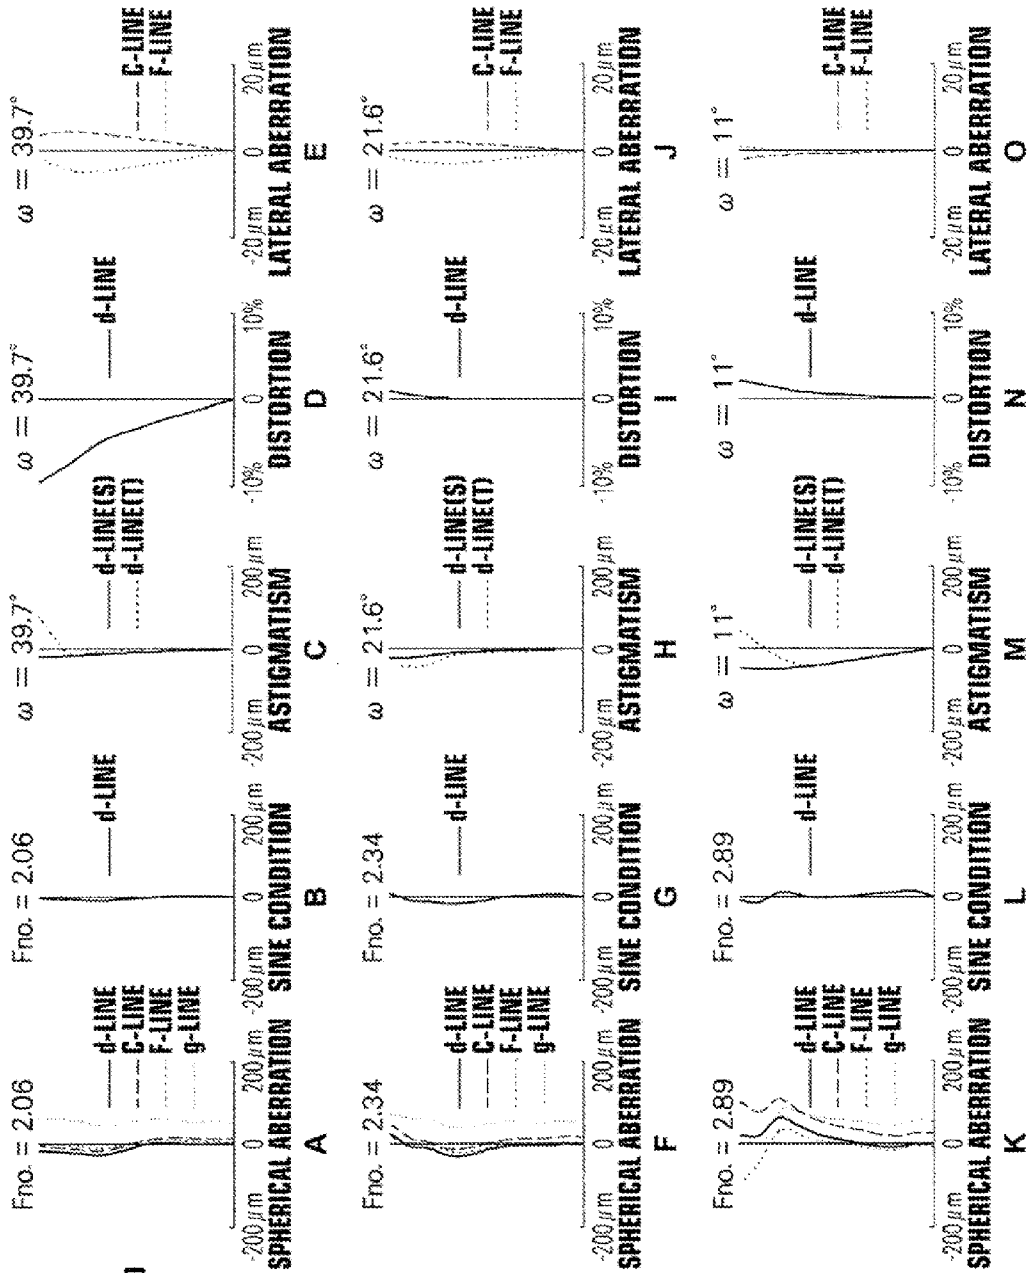 Fno. = 2.06
d-LINE
C-LINE
F-LINE
g-LINE
-200μm 0 200μm
SPHERICAL ABERRATION
A
Fno. = 2.06
d-LINE
-200μm 0 200μm
SINE CONDITION
B
ω = 39.7°
d-LINE(S)
d-LINE(T)
-200μm 0 200μm
ASTIGMATISM
C
ω = 39.7°
d-LINE
-10% 0 10%
DISTORTION
D
ω = 39.7°
C-LINE
F-LINE
-20μm 0 20μm
LATERAL ABERRATION
E
Fno. = 2.34
d-LINE
C-LINE
F-LINE
g-LINE
-200μm 0 200μm
SPHERICAL ABERRATION
F
Fno. = 2.34
d-LINE
-200μm 0 200μm
SINE CONDITION
G
ω = 21.6°
d-LINE(S)
d-LINE(T)
-200μm 0 200μm
ASTIGMATISM
H
ω = 21.6°
d-LINE
-10% 0 10%
DISTORTION
I
ω = 21.6°
C-LINE
F-LINE
-20μm 0 20μm
LATERAL ABERRATION
J
Fno. = 2.89
d-LINE
C-LINE
F-LINE
g-LINE
-200μm 0 200μm
SPHERICAL ABERRATION
K
Fno. = 2.89
d-LINE
-200μm 0 200μm
SINE CONDITION
L
ω = 11°
d-LINE(S)
d-LINE(T)
-200μm 0 200μm
ASTIGMATISM
M
ω = 11°
d-LINE
-10% 0 10%
DISTORTION
N
ω = 11°
C-LINE
F-LINE
-20μm 0 20μm
LATERAL ABERRATION
O